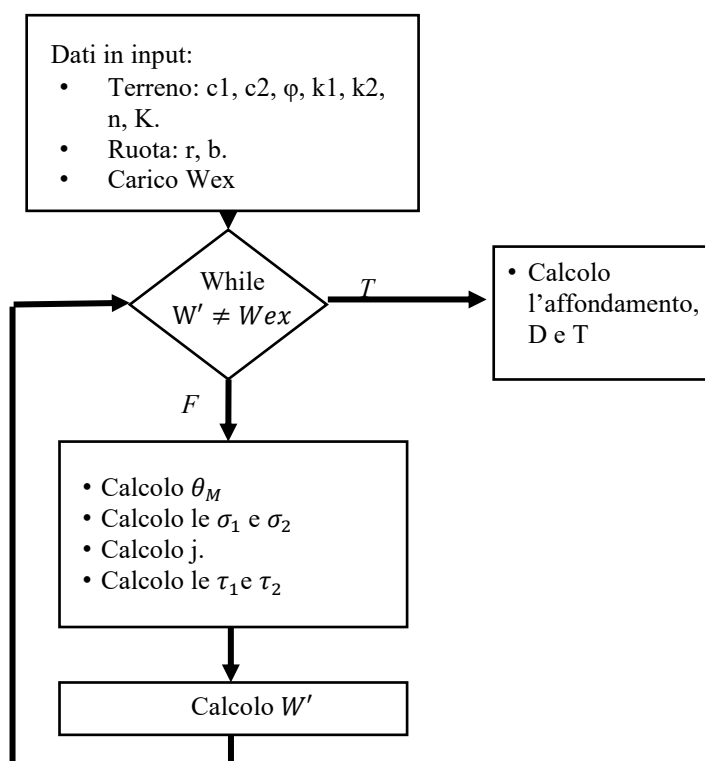 Dati in input:
• Terreno: c1, c2, φ, k1, k2,
n, K.
• Ruota: r, b.
• Carico Wex
While
W′ ≠ Wex
T
• Calcolo
l’affondamento,
D e T
F
• Calcolo θ_M
• Calcolo le σ₁ e σ₂
• Calcolo j.
• Calcolo le τ₁e τ₂
Calcolo W′